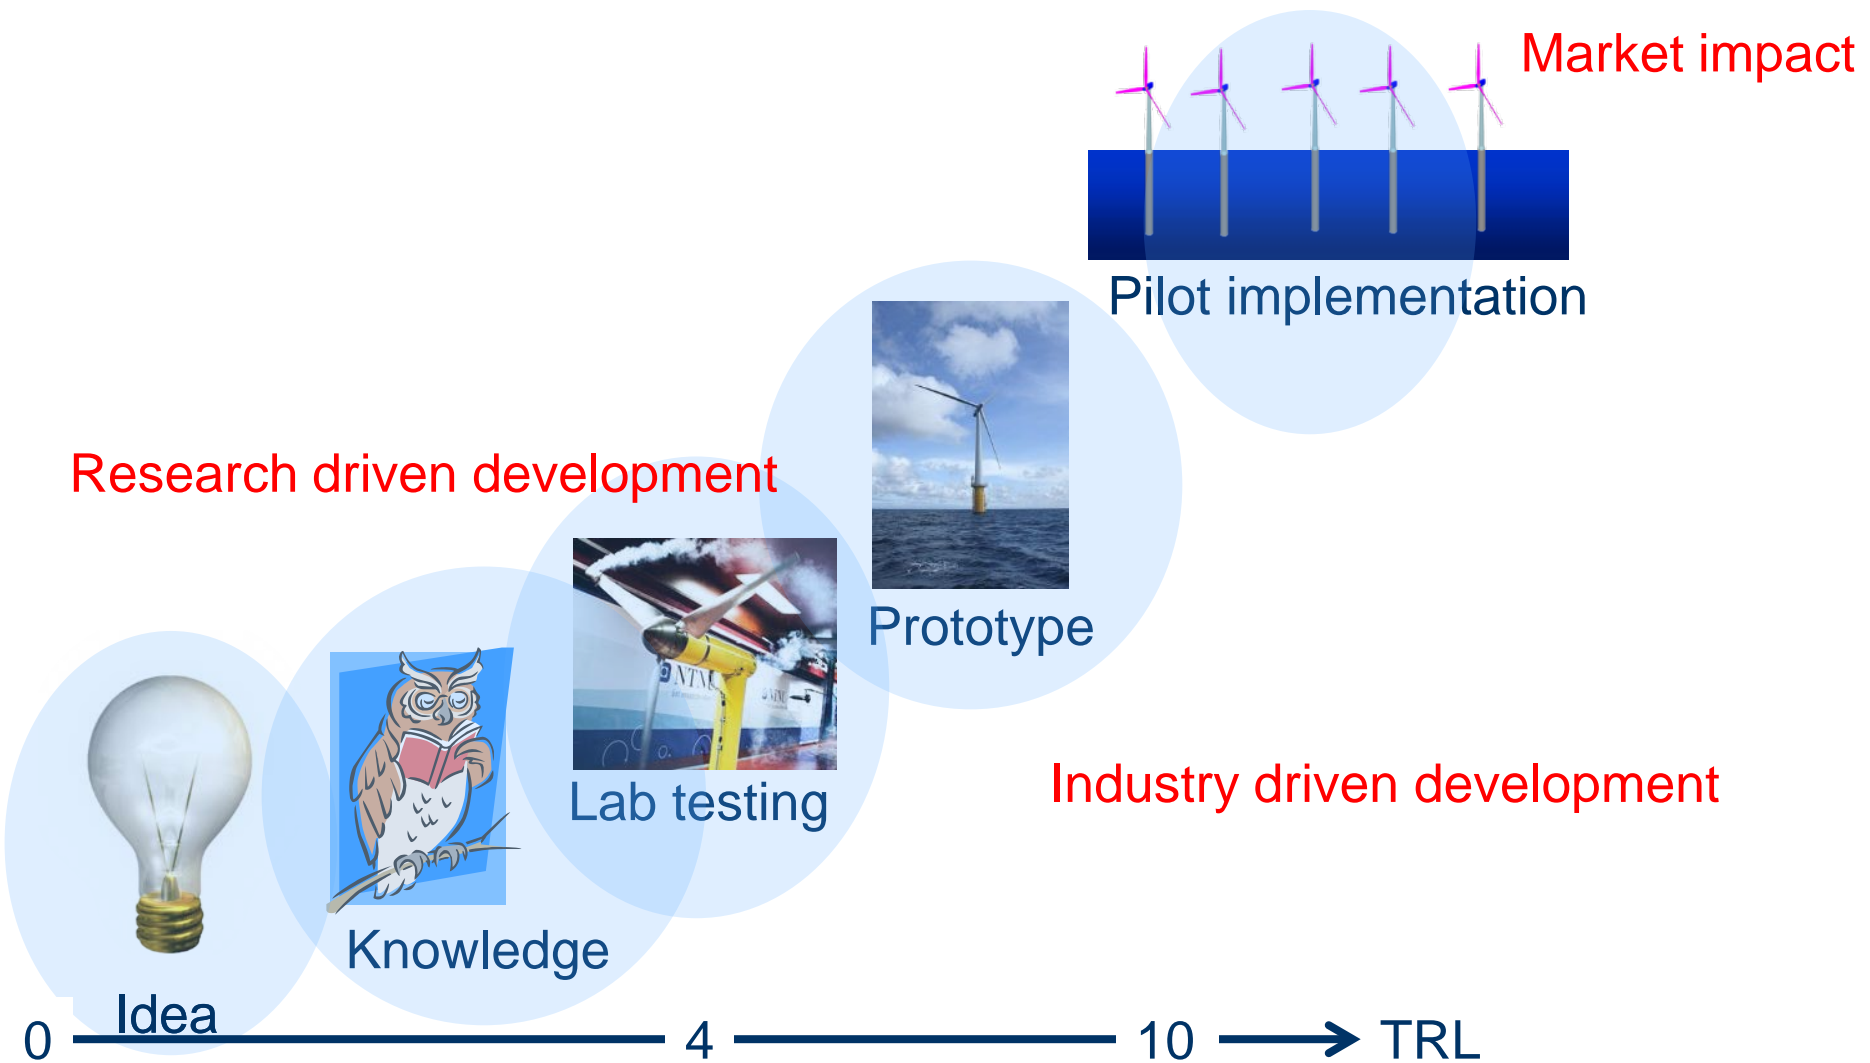 Market impact
Pilot implementation
Research driven development
Prototype
Industry driven development
Lab testing
Knowledge
Idea
0
4
10
TRL